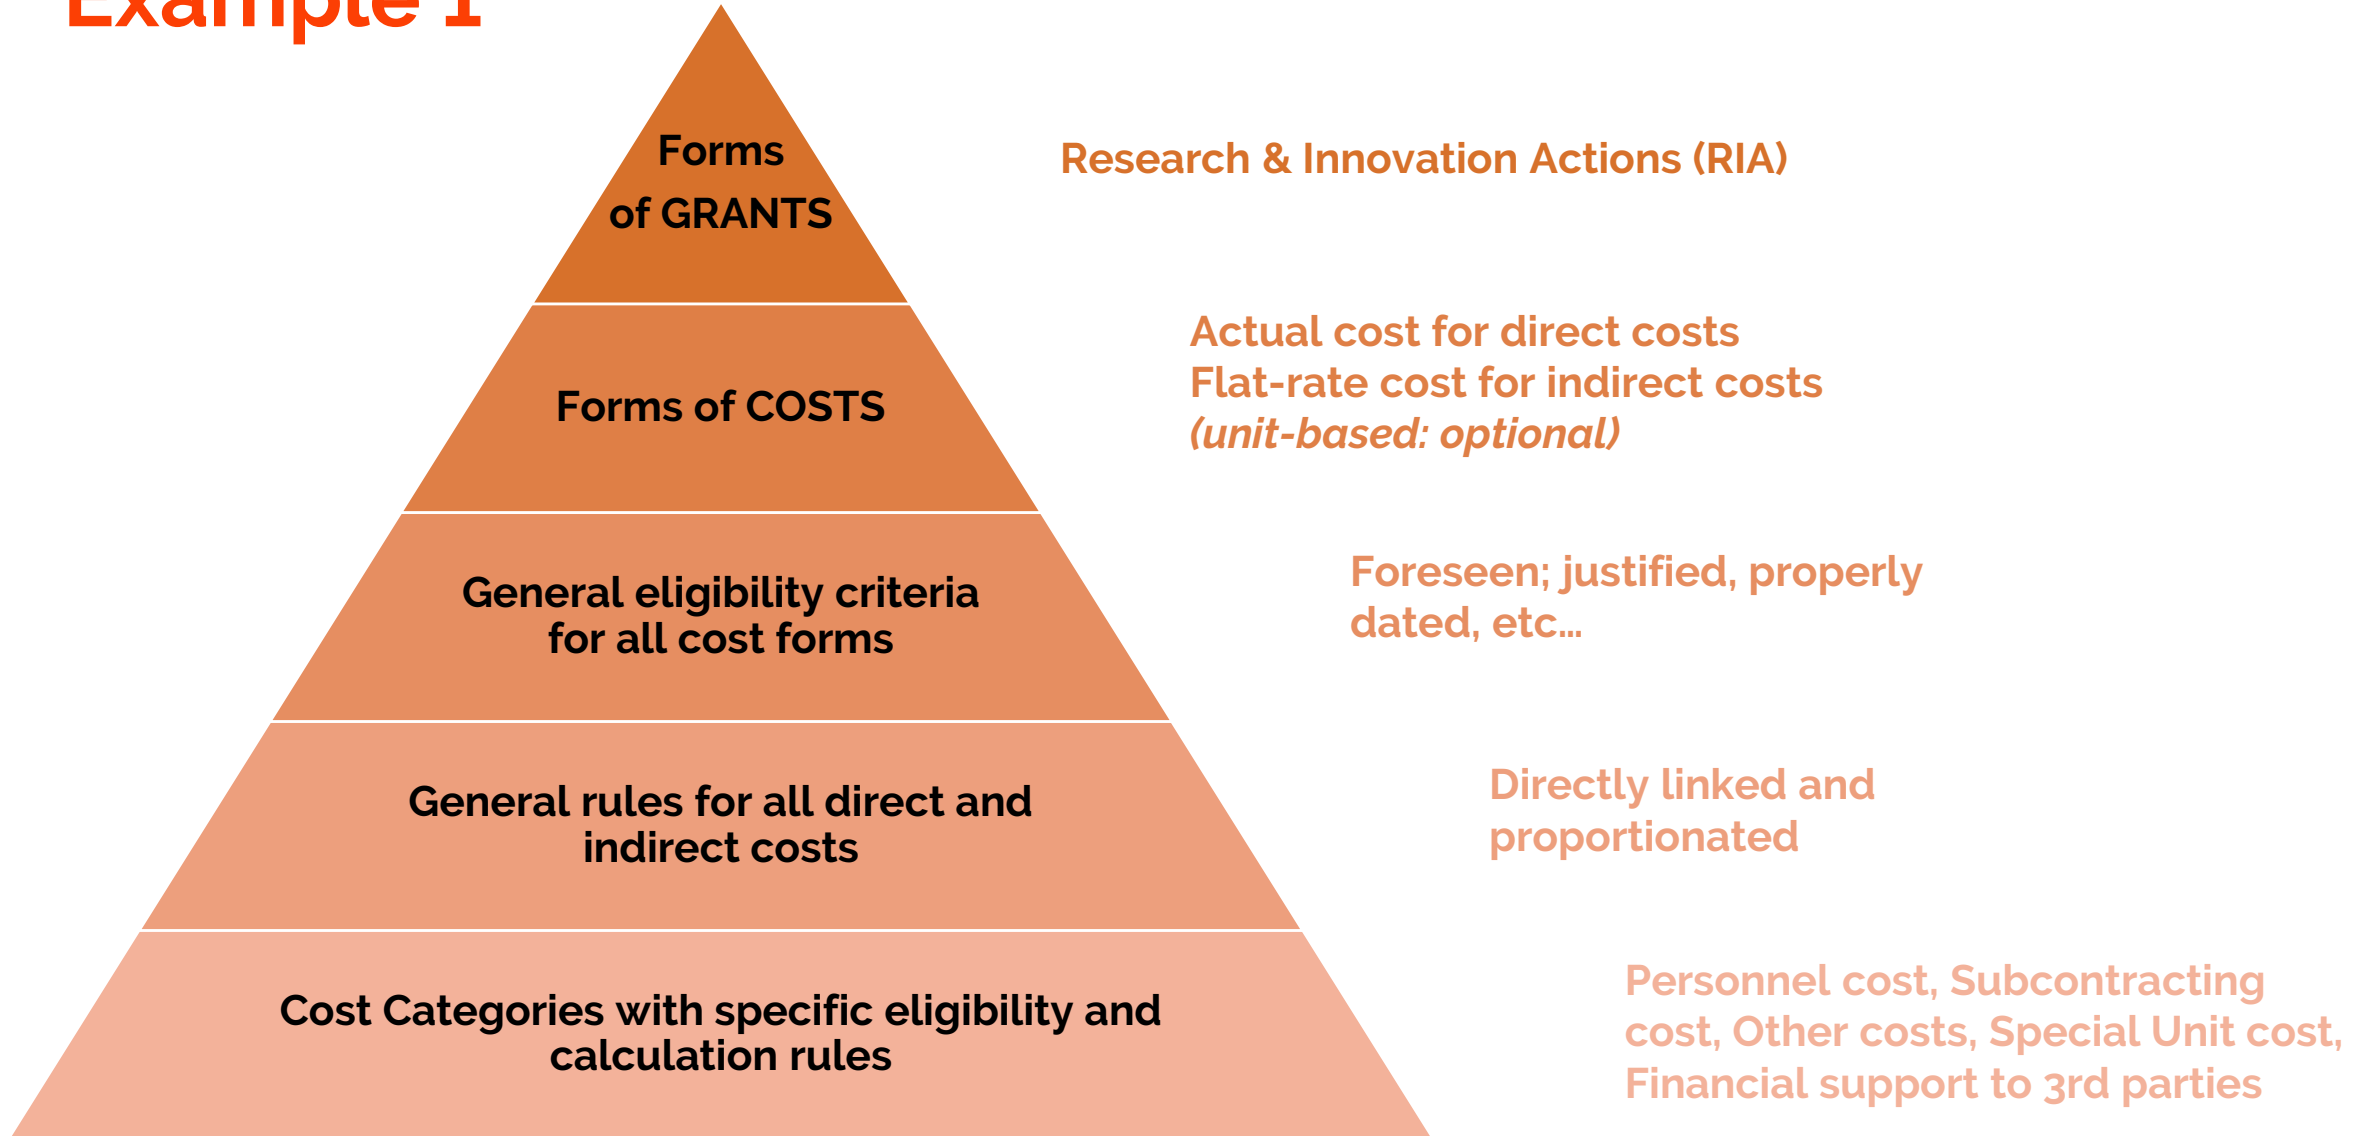 Example 1
Forms
of GRANTS
Research & Innovation Actions (RIA)
Forms of COSTS
Actual cost for direct costs
Flat-rate cost for indirect costs
(unit-based: optional)
General eligibility criteria
for all cost forms
Foreseen; justified, properly
dated, etc...
General rules for all direct and
indirect costs
Directly linked and
proportionated
Cost Categories with specific eligibility and
calculation rules
Personnel cost, Subcontracting
cost, Other costs, Special Unit cost,
Financial support to 3rd parties